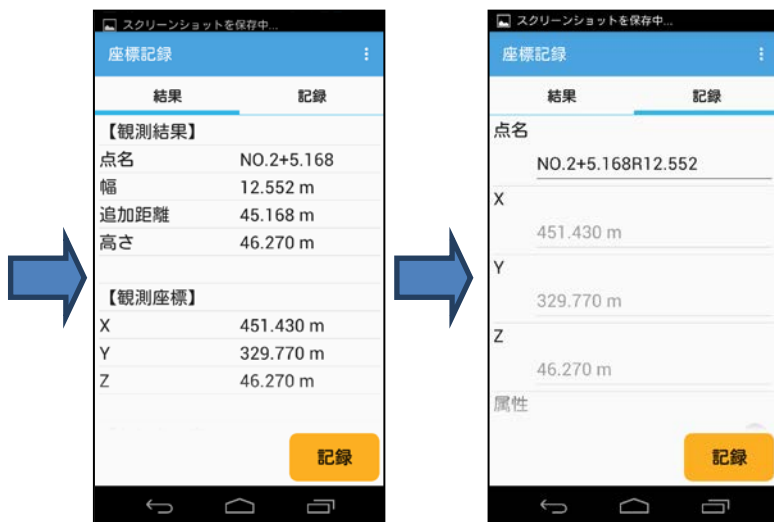 スクリーンショットを保存中...
座標記録
結果 記録
【観測結果】
点名 NO.2+5.168
幅 12.552 m
追加距離 45.168 m
高さ 46.270 m
【観測座標】
X 451.430 m
Y 329.770 m
Z 46.270 m
記録
スクリーンショットを保存中...
座標記録
結果 記録
点名
NO.2+5.168R12.552
X
451.430 m
Y
329.770 m
Z
46.270 m
属性
記録